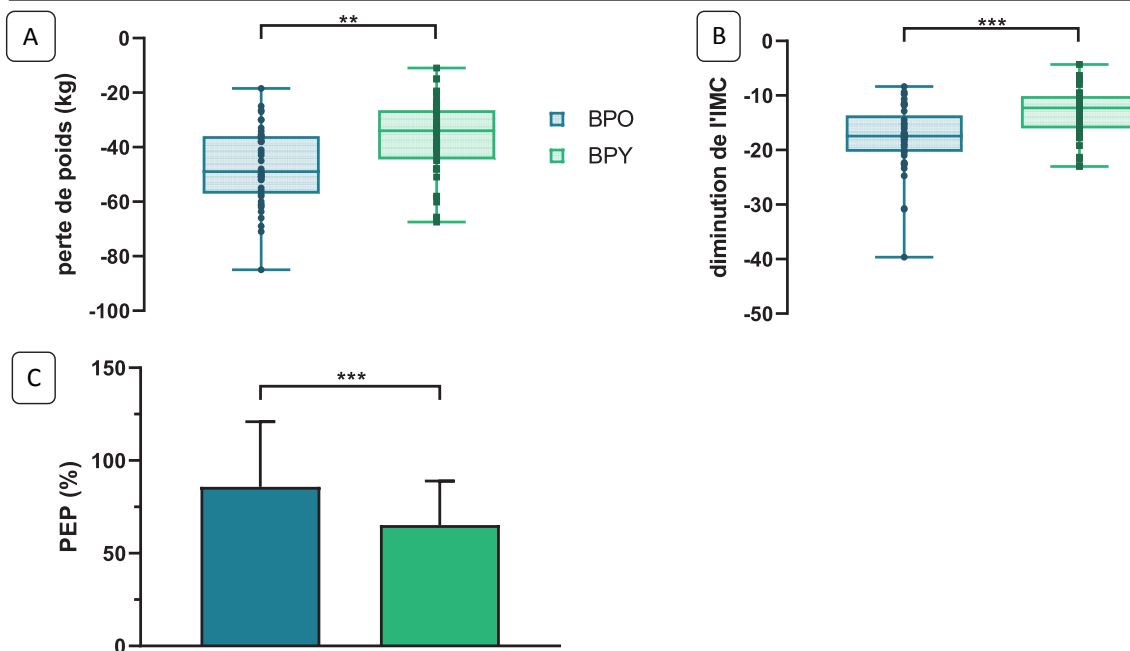 A
perte de poids (kg)
0
-20
-40
-60
-80
-100
**
BPO
BPY
B
diminution de l'IMC
0
-10
-20
-30
-40
-50
***
C
PEP (%)
150
100
50
0
***